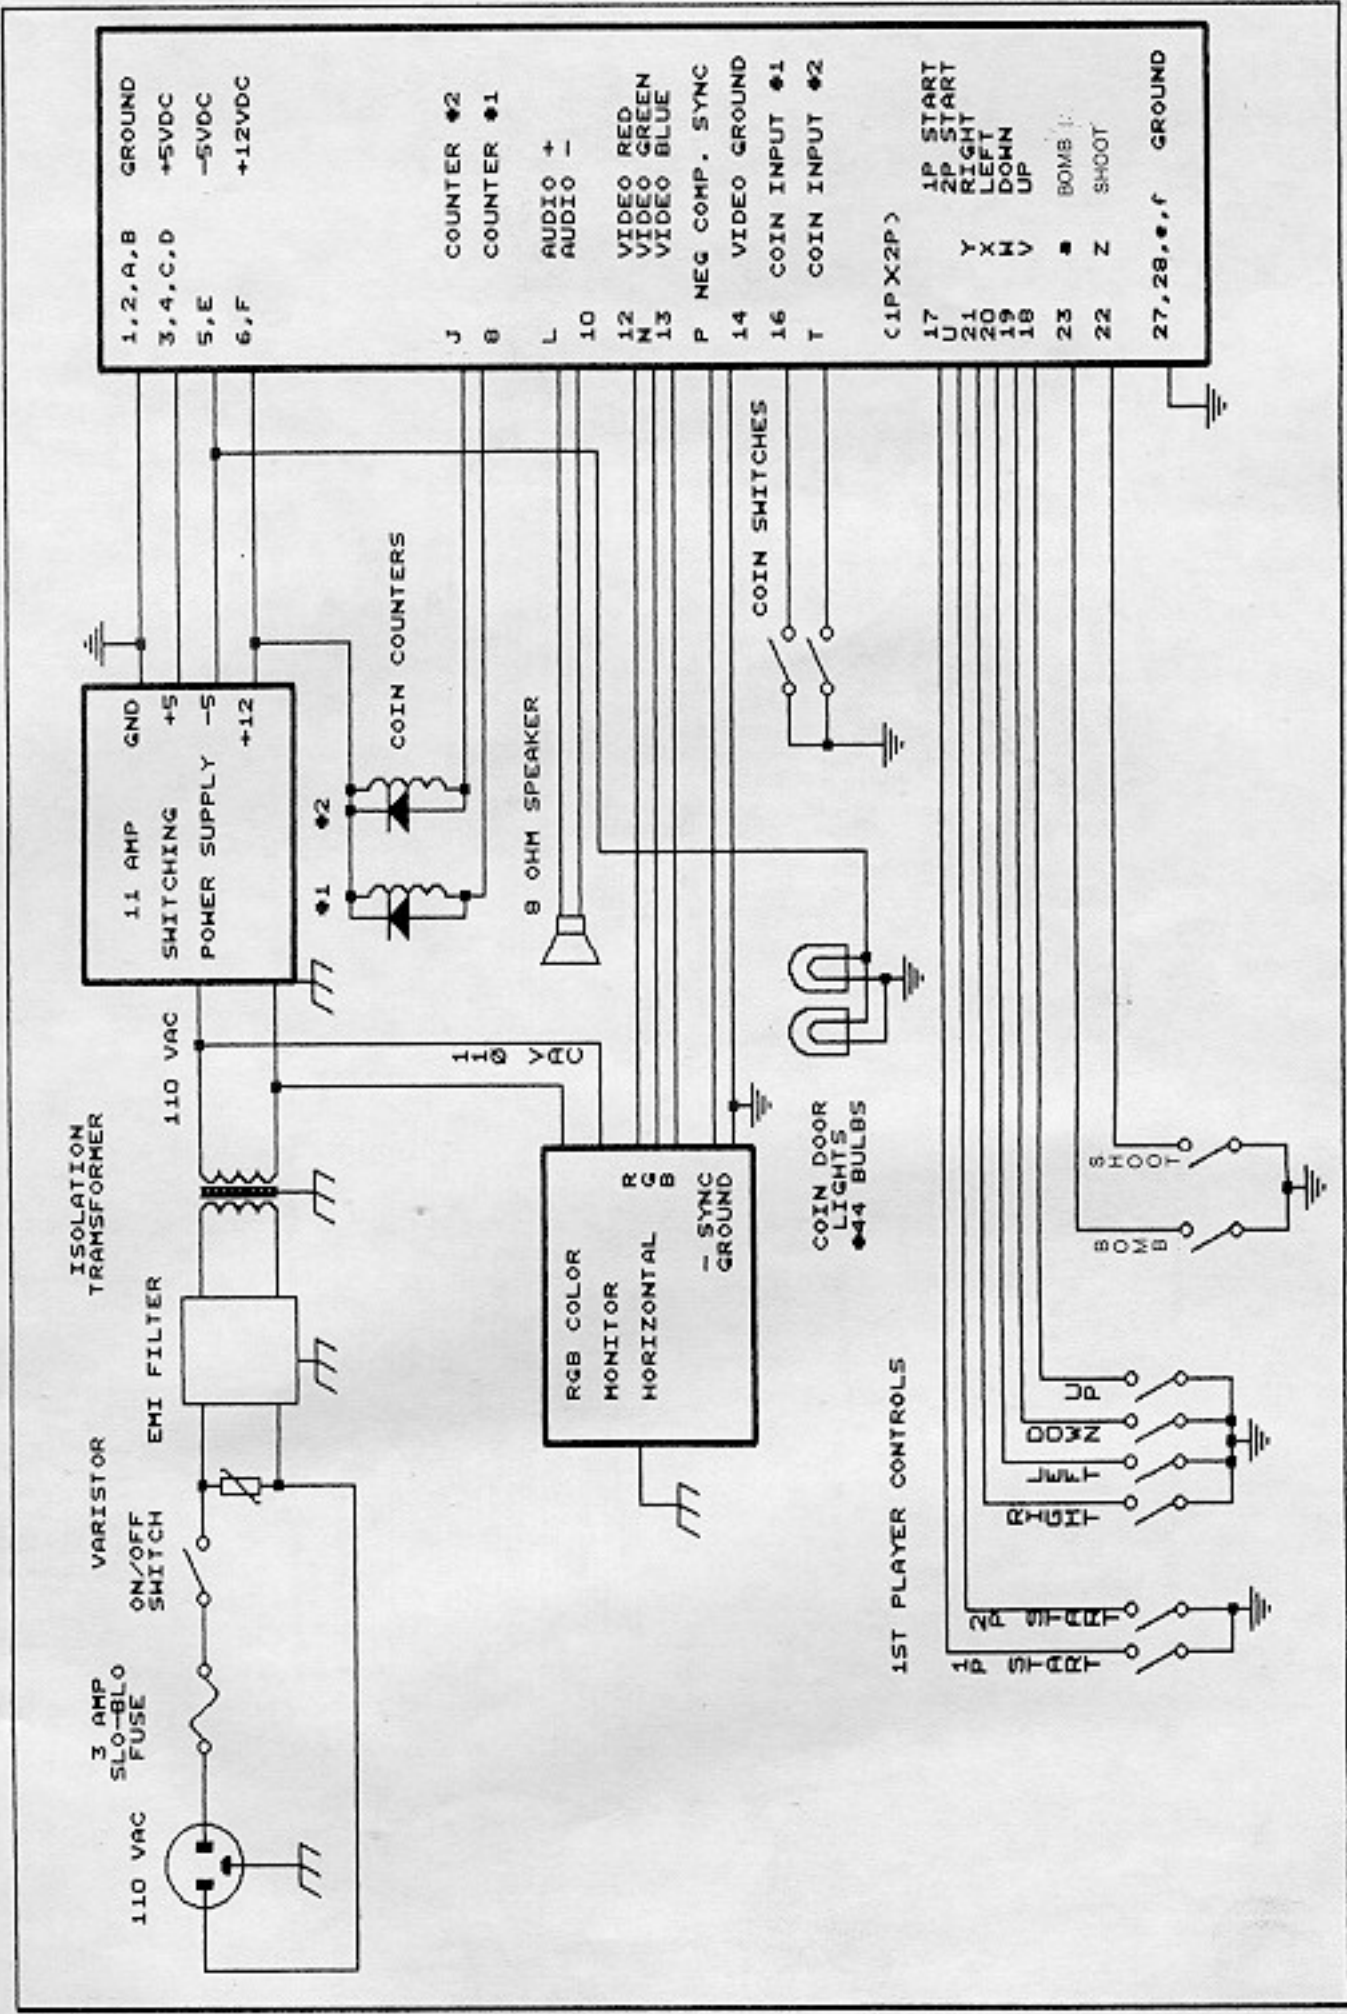 110 VAC
3 AMP
SLO-BLO
FUSE
ON/OFF
SWITCH
VARISTOR
EMI FILTER
ISOLATION
TRAMSFORMER
110 VAC
11 AMP GND
SWITCHING +5
POWER SUPPLY -5
+12
#1 #2
COIN COUNTERS
1,2,A,B GROUND
3,4,C,D +5VDC
5,E -5VDC
6,F +12VDC
J COUNTER #2
8 COUNTER #1
L AUDIO +
AUDIO -
10
12 VIDEO RED
N VIDEO GREEN
13 VIDEO BLUE
P NEG COMP. SYNC
14 VIDEO GROUND
16 COIN INPUT #1
T COIN INPUT #2
(1PX2P)
17 1P START
U 2P START
21 Y RIGHT
20 X LEFT
19 W DOWN
18 V UP
23 a BOMB
22 Z SHOOT
27,28,e,f GROUND
110 VAC
8 OHM SPEAKER
RGB COLOR
MONITOR
HORIZONTAL
R
G
B
- SYNC
GROUND
COIN SWITCHES
COIN DOOR
LIGHTS
#44 BULBS
1ST PLAYER CONTROLS
1P START
2P START
RIGHT
LEFT
DOWN
UP
BOMB
SHOOT